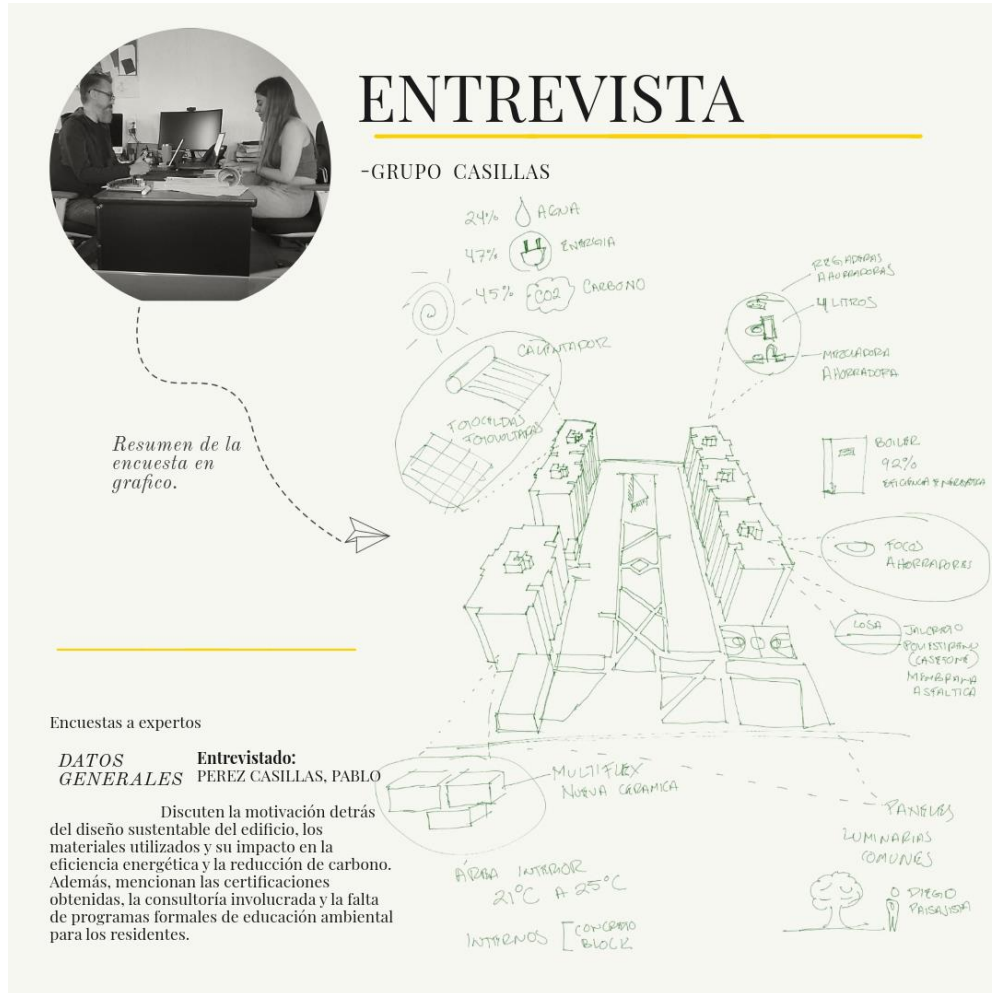 ENTREVISTA
-GRUPO CASILLAS
24% AGUA
47% ENERGIA
45% CO2 CARBONO
CALENTADOR
FOTOCELDAS
FOTOVOLTAICAS
REGADERAS
AHORRADORAS
4 LITROS
MEZCLADORA
AHORRADORA
BOILER
92%
EFICIENCIA ENERGETICA
FOCOS
AHORRADORES
LOSA
JALCRETO
POLIESTIRENO
(CASETONE)
MEMBRANA
ASFALTICA
Resumen de la
encuesta en
grafico.
Encuestas a expertos
DATOS
GENERALES
Entrevistado:
PEREZ CASILLAS, PABLO
Discuten la motivación detrás
del diseño sustentable del edificio, los
materiales utilizados y su impacto en la
eficiencia energética y la reducción de carbono.
Además, mencionan las certificaciones
obtenidas, la consultoría involucrada y la falta
de programas formales de educación ambiental
para los residentes.
MULTIFLEX
NUEVA CERAMICA
ÁREA INTERIOR
21°C A 25°C
INTERNOS [CONCRETO
BLOCK
PANELES
LUMINARIAS
COMUNES
DIEGO
PAISAJISTA